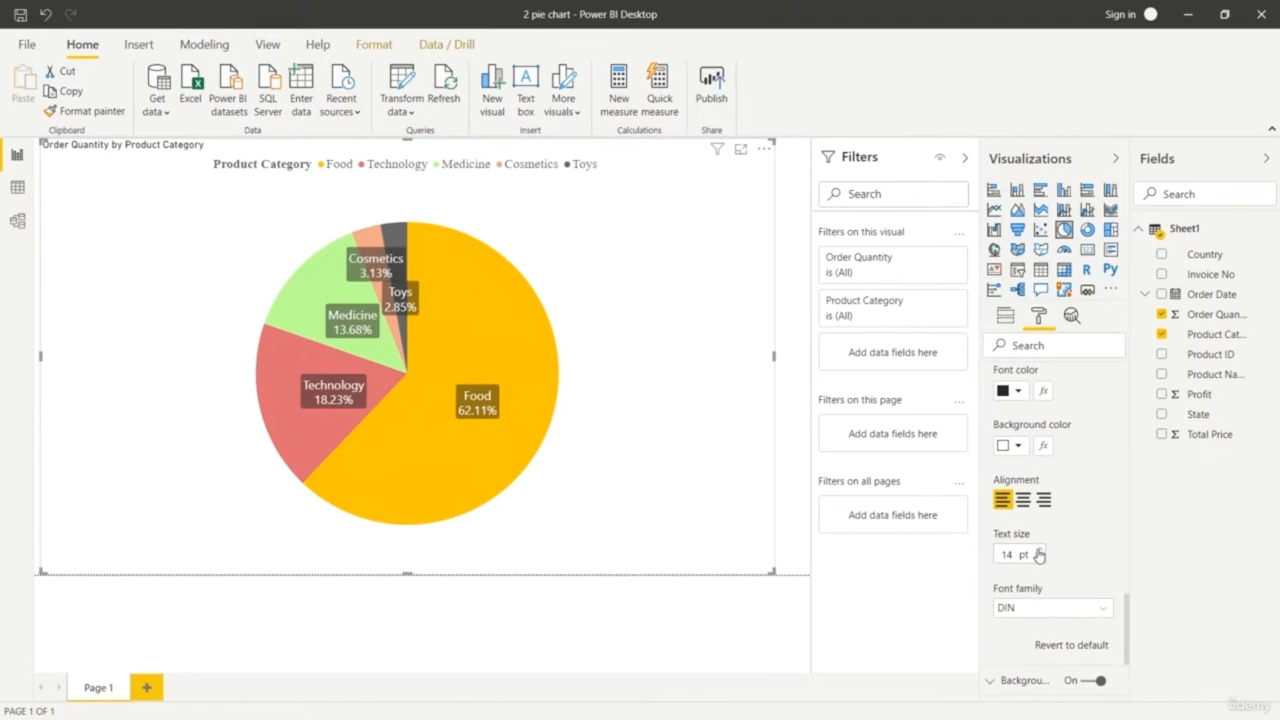 2 pie chart - Power BI Desktop
Sign in
File Home Insert Modeling View Help Format Data / Drill
Paste
Cut
Copy
Format painter
Clipboard
Get data
Excel
Power BI datasets
SQL Server
Enter data
Recent sources
Data
Transform data
Refresh
Queries
New visual
Text box
More visuals
Insert
New measure
Quick measure
Calculations
Publish
Share
Order Quantity by Product Category
Product Category Food Technology Medicine Cosmetics Toys
Cosmetics
3.13%
Toys
2.85%
Medicine
13.68%
Technology
18.23%
Food
62.11%
Filters
Search
Filters on this visual
...
Order Quantity
is (All)
Product Category
is (All)
Add data fields here
Filters on this page
...
Add data fields here
Filters on all pages
...
Add data fields here
Visualizations
R
Py
...
Search
Font color
fx
Background color
fx
Alignment
Text size
14 pt
Font family
DIN
Revert to default
Backgrou... On
Fields
Search
Sheet1
Country
Invoice No
Order Date
Σ Order Quan...
Product Cat...
Product ID
Product Na...
Σ Profit
State
Σ Total Price
Page 1
+
PAGE 1 OF 1
ûdemy